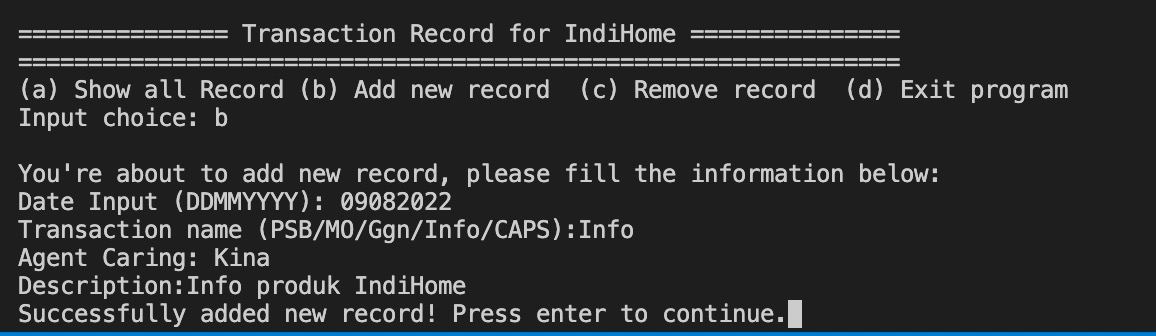 =============== Transaction Record for IndiHome ===============
===============================================================
(a) Show all Record (b) Add new record  (c) Remove record  (d) Exit program
Input choice: b
You're about to add new record, please fill the information below:
Date Input (DDMMYYYY): 09082022
Transaction name (PSB/MO/Ggn/Info/CAPS):Info
Agent Caring: Kina
Description:Info produk IndiHome
Successfully added new record! Press enter to continue.